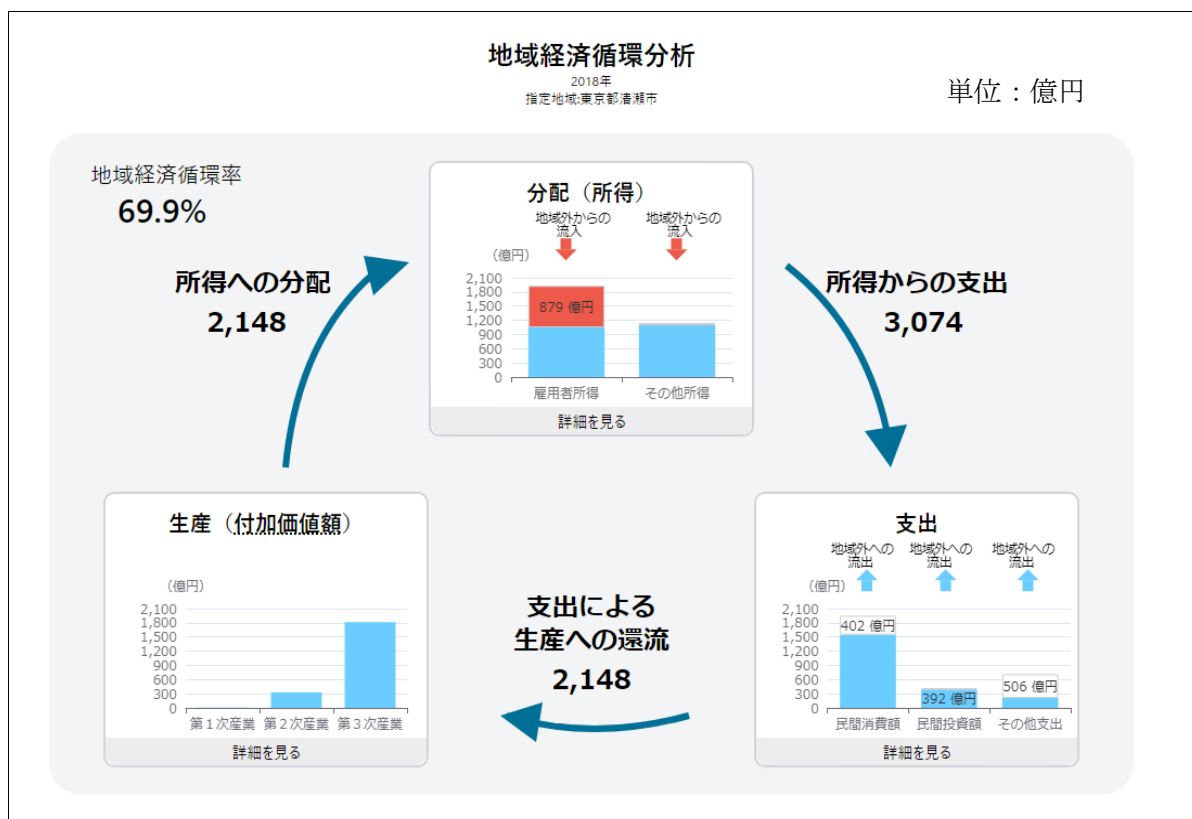 地域経済循環分析
2018年
指定地域:東京都清瀬市
単位：億円
地域経済循環率
69.9%
所得への分配
2,148
分配（所得）
地域外からの
流入
地域外からの
流入
（億円）
2,100
1,800
1,500
1,200
900
600
300
0
879 億円
雇用者所得
その他所得
詳細を見る
所得からの支出
3,074
生産（付加価値額）
（億円）
2,100
1,800
1,500
1,200
900
600
300
0
第１次産業
第２次産業
第３次産業
詳細を見る
支出による
生産への還流
2,148
支出
地域外への
流出
地域外への
流出
地域外への
流出
（億円）
2,100
1,800
1,500
1,200
900
600
300
0
402 億円
392 億円
506 億円
民間消費額
民間投資額
その他支出
詳細を見る